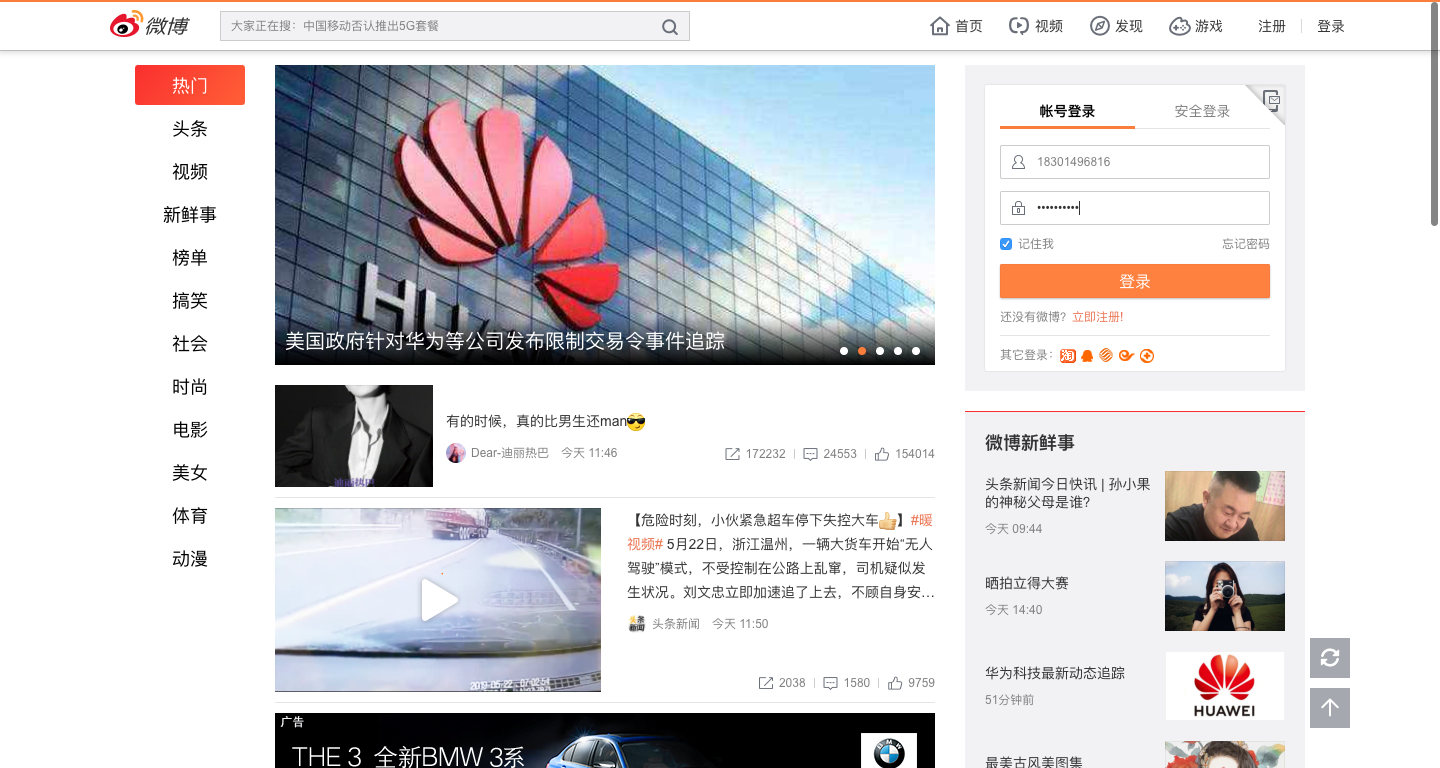 微博
大家正在搜：中国移动否认推出5G套餐
首页
视频
发现
游戏
注册
登录
热门
头条
视频
新鲜事
榜单
搞笑
社会
时尚
电影
美女
体育
动漫
HU
美国政府针对华为等公司发布限制交易令事件追踪
有的时候，真的比男生还man😎
Dear-迪丽热巴 今天 11:46
172232 24553 154014
【危险时刻，小伙紧急超车停下失控大车👍】#暖
视频# 5月22日，浙江温州，一辆大货车开始“无人
驾驶”模式，不受控制在公路上乱窜，司机疑似发
生状况。刘文忠立即加速追了上去，不顾自身安…
头条新闻 今天 11:50
2038 1580 9759
2019-05-22 07:02:54
广告
THE 3 全新BMW 3系
BMW
帐号登录
安全登录
18301496816
••••••••••
记住我
忘记密码
登录
还没有微博？立即注册!
其它登录：
淘
微博新鲜事
头条新闻今日快讯 | 孙小果
的神秘父母是谁?
今天 09:44
晒拍立得大赛
今天 14:40
华为科技最新动态追踪
51分钟前
HUAWEI
最美古风美图集